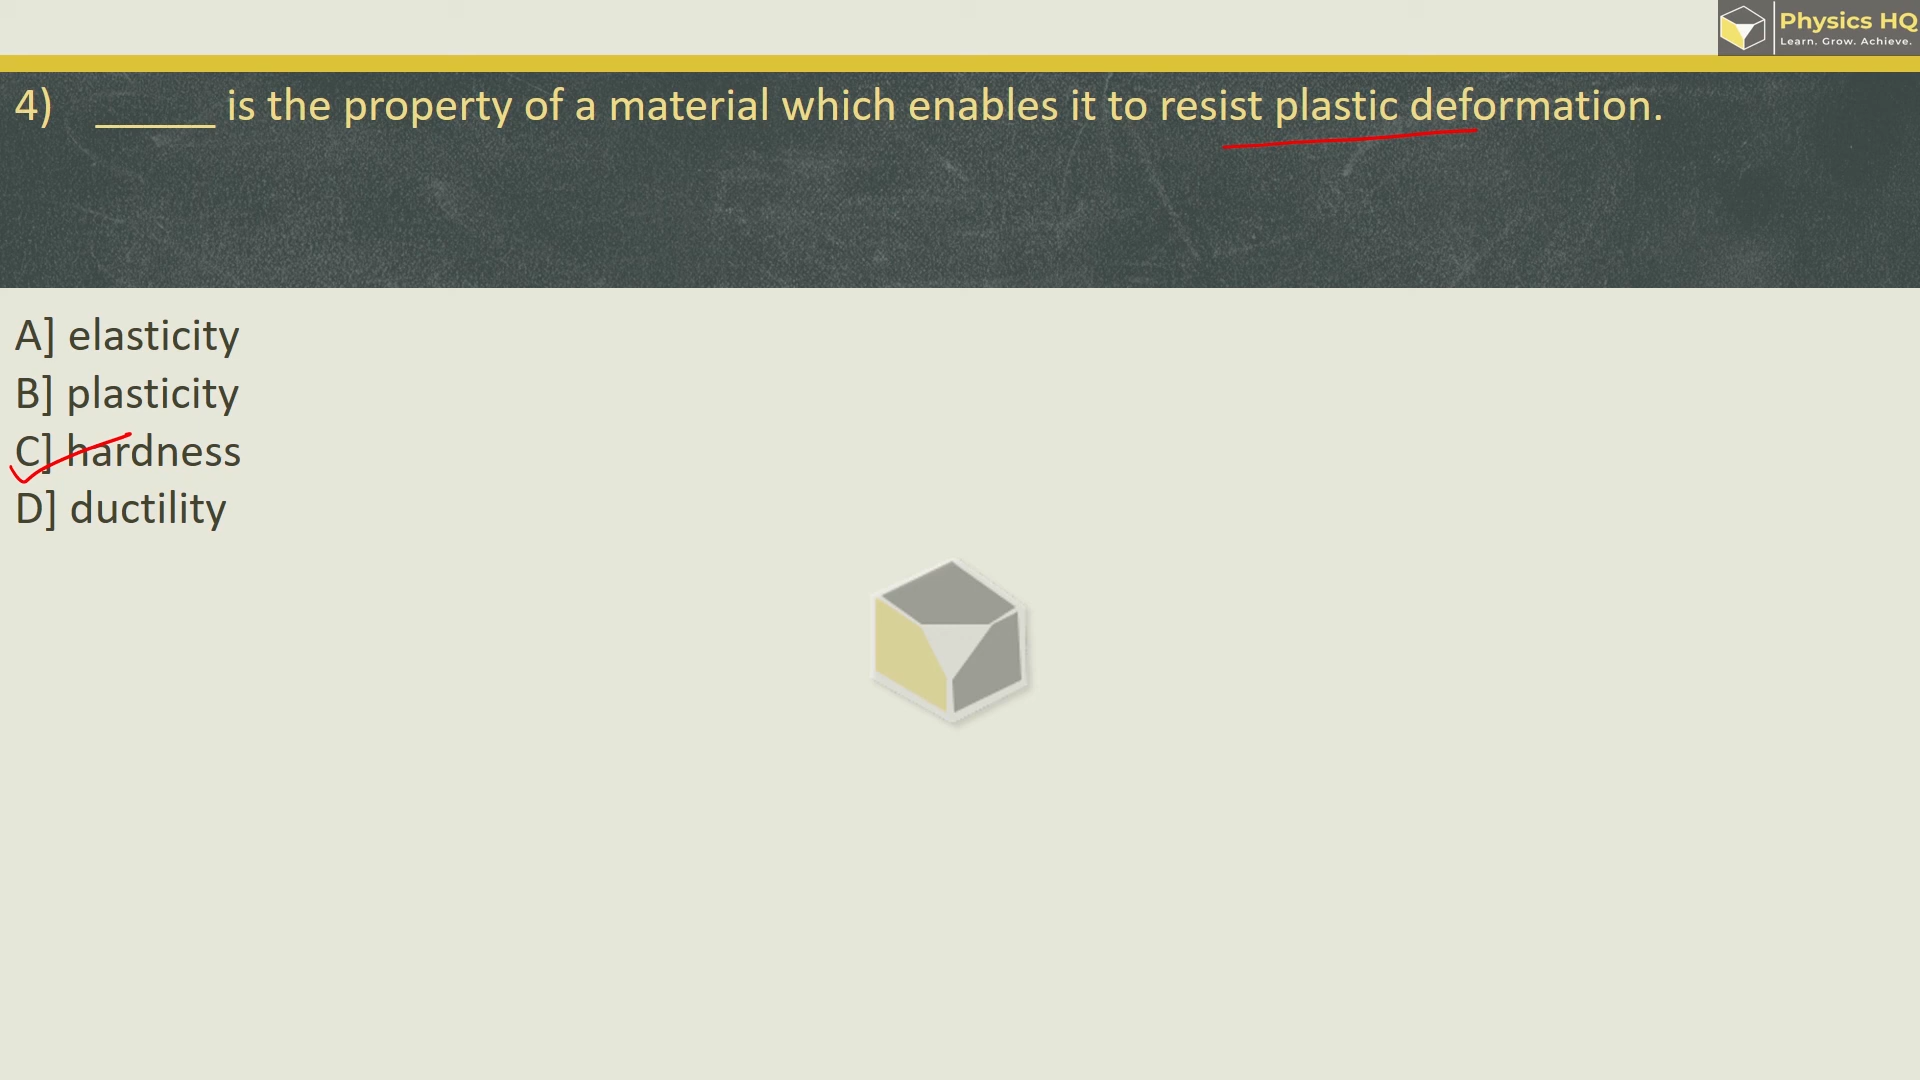 Physics HQ
Learn. Grow. Achieve.
4) ______ is the property of a material which enables it to resist plastic deformation.
A] elasticity
B] plasticity
C] hardness
D] ductility